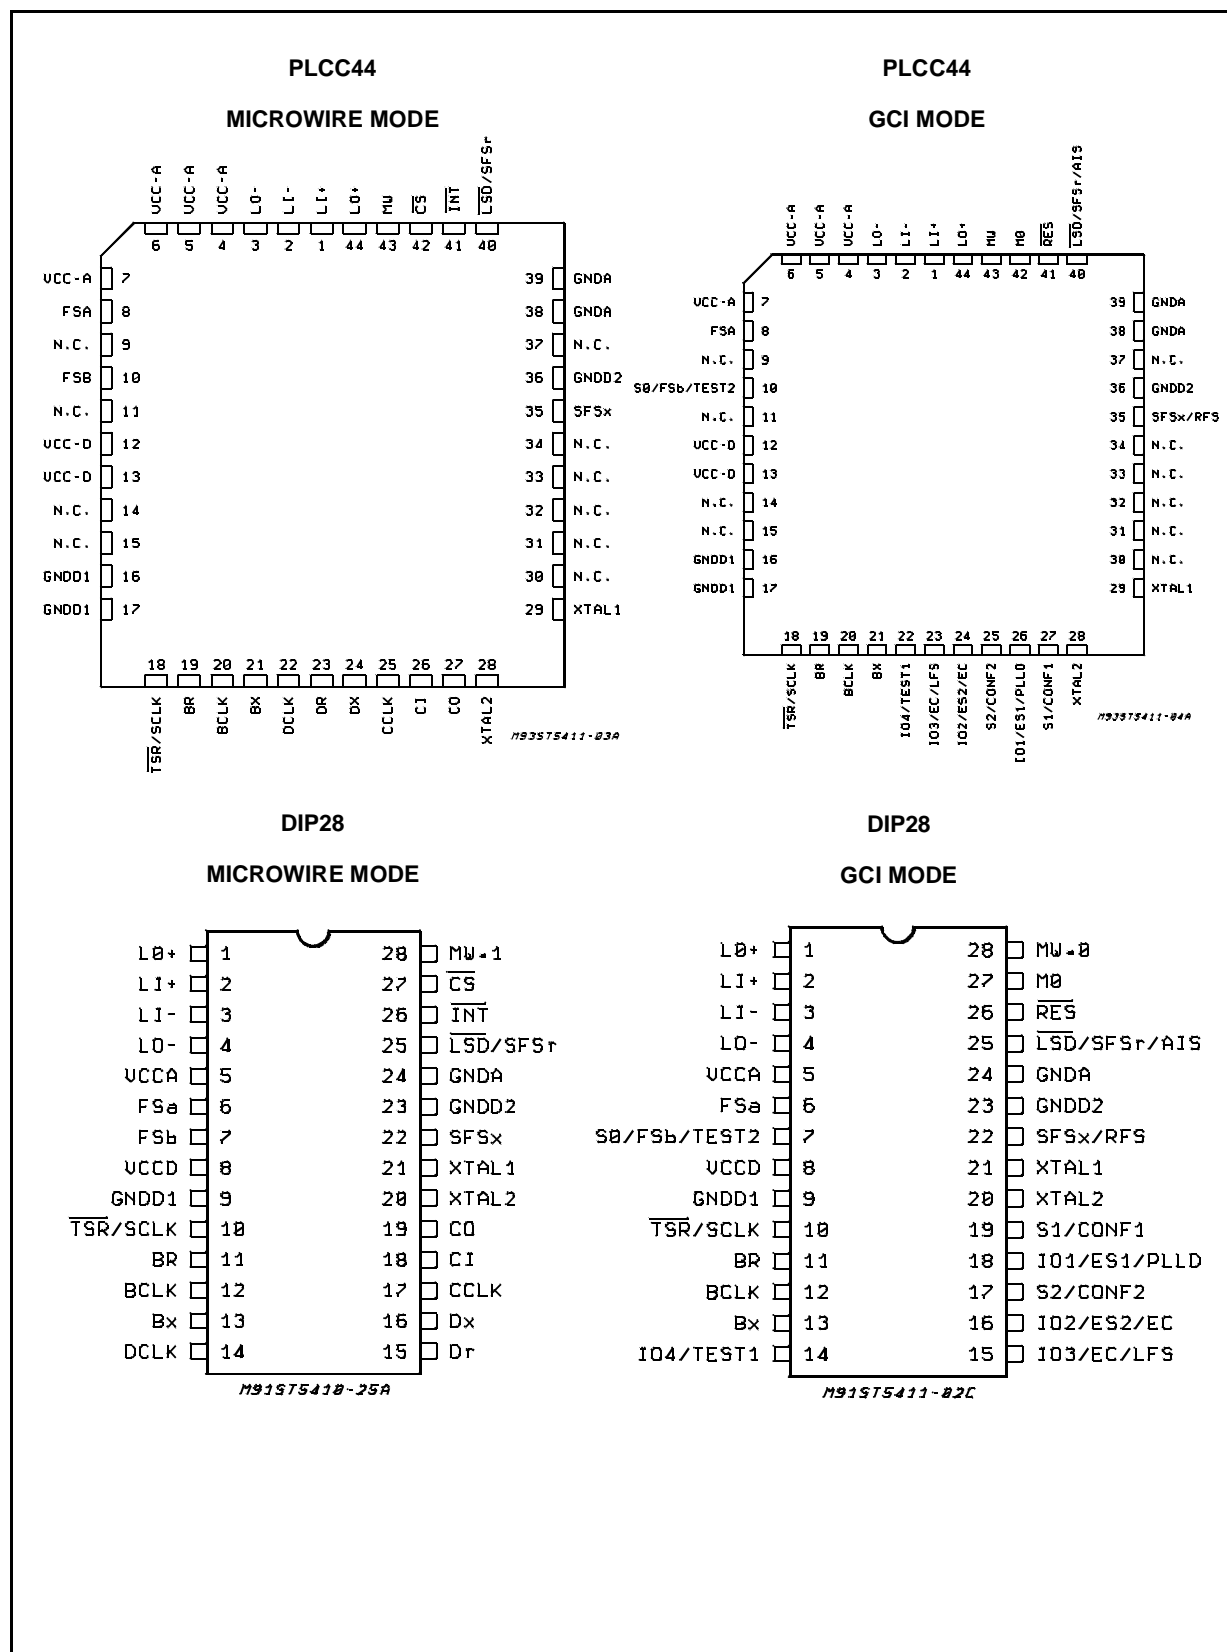 PLCC44
MICROWIRE MODE
VCC-A
VCC-A
VCC-A
LO-
LI-
LI+
LO+
MW
CS
INT
LSD/SFSr
6 5 4 3 2 1 44 43 42 41 40
VCC-A 7 39 GNDA
FSA 8 38 GNDA
N.C. 9 37 N.C.
FSB 10 36 GNDD2
N.C. 11 35 SFSx
VCC-D 12 34 N.C.
VCC-D 13 33 N.C.
N.C. 14 32 N.C.
N.C. 15 31 N.C.
GNDD1 16 30 N.C.
GNDD1 17 29 XTAL1
18 19 20 21 22 23 24 25 26 27 28
TSR/SCLK
BR
BCLK
BX
DCLK
DR
DX
CCLK
CI
CO
XTAL2
M93ST5411-03A
PLCC44
GCI MODE
VCC-A
VCC-A
VCC-A
LO-
LI-
LI+
LO+
MW
M0
RES
LSD/SFSr/AIS
6 5 4 3 2 1 44 43 42 41 40
VCC-A 7 39 GNDA
FSA 8 38 GNDA
N.C. 9 37 N.C.
S0/FSb/TEST2 10 36 GNDD2
N.C. 11 35 SFSx/RFS
VCC-D 12 34 N.C.
VCC-D 13 33 N.C.
N.C. 14 32 N.C.
N.C. 15 31 N.C.
GNDD1 16 30 N.C.
GNDD1 17 29 XTAL1
18 19 20 21 22 23 24 25 26 27 28
TSR/SCLK
BR
BCLK
BX
IO4/TEST1
IO3/EC/LFS
IO2/ES2/EC
S2/CONF2
IO1/ES1/PLLD
S1/CONF1
XTAL2
M93ST5411-04A
DIP28
MICROWIRE MODE
L0+ 1 28 MW=1
LI+ 2 27 CS
LI- 3 26 INT
LO- 4 25 LSD/SFSr
VCCA 5 24 GNDA
FSa 6 23 GNDD2
FSb 7 22 SFSx
VCCD 8 21 XTAL1
GNDD1 9 20 XTAL2
TSR/SCLK 10 19 CO
BR 11 18 CI
BCLK 12 17 CCLK
Bx 13 16 Dx
DCLK 14 15 Dr
M91ST5410-25A
DIP28
GCI MODE
L0+ 1 28 MW=0
LI+ 2 27 M0
LI- 3 26 RES
LO- 4 25 LSD/SFSr/AIS
VCCA 5 24 GNDA
FSa 6 23 GNDD2
S0/FSb/TEST2 7 22 SFSx/RFS
VCCD 8 21 XTAL1
GNDD1 9 20 XTAL2
TSR/SCLK 10 19 S1/CONF1
BR 11 18 IO1/ES1/PLLD
BCLK 12 17 S2/CONF2
Bx 13 16 IO2/ES2/EC
IO4/TEST1 14 15 IO3/EC/LFS
M91ST5411-02C